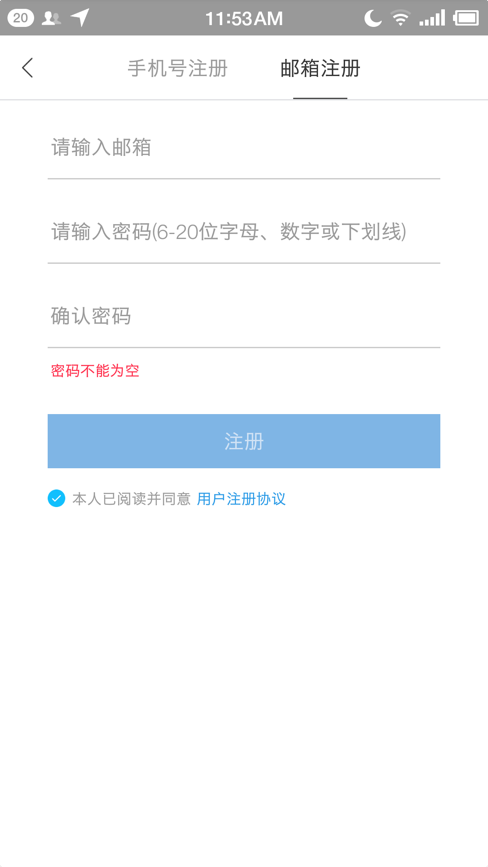 20 11:53 AM
手机号注册 邮箱注册
请输入邮箱
请输入密码(6-20位字母、数字或下划线)
确认密码
密码不能为空
注册
本人已阅读并同意 用户注册协议